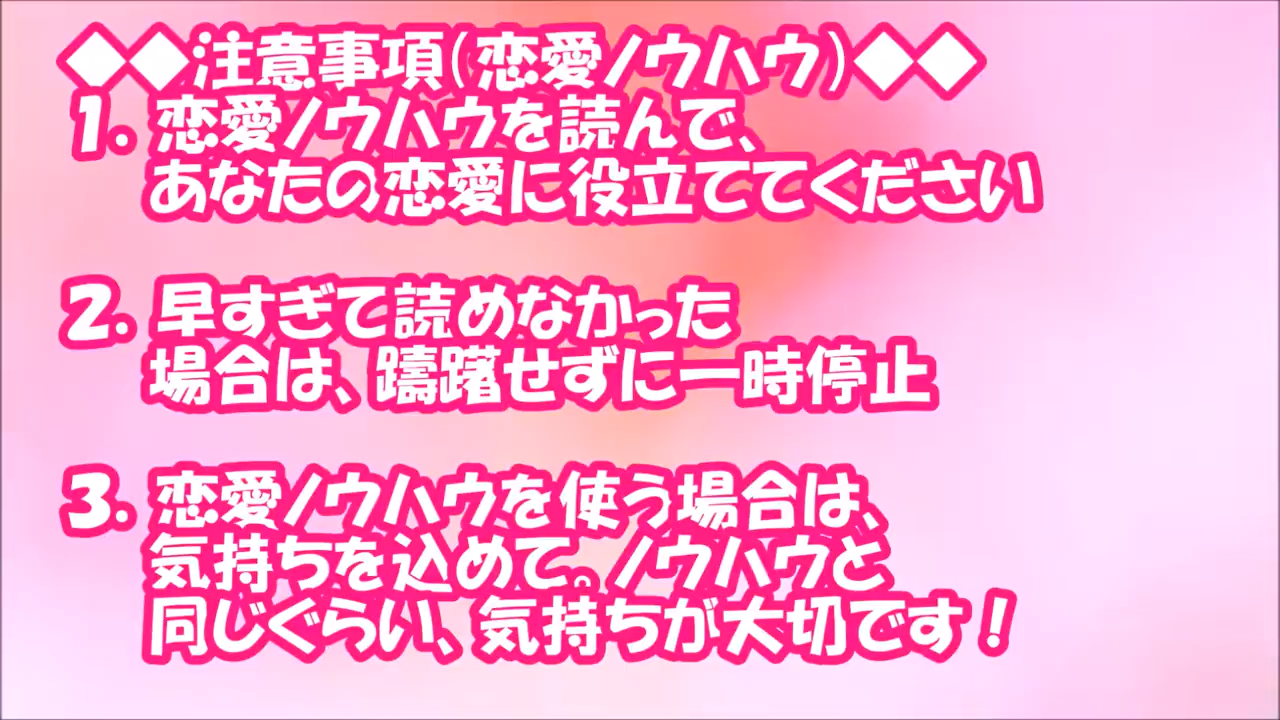 ◆◆注意事項(恋愛ノウハウ)◆◆
1. 恋愛ノウハウを読んで、
あなたの恋愛に役立ててください
2. 早すぎて読めなかった
場合は、躊躇せずに一時停止
3. 恋愛ノウハウを使う場合は、
気持ちを込めて。ノウハウと
同じぐらい、気持ちが大切です!